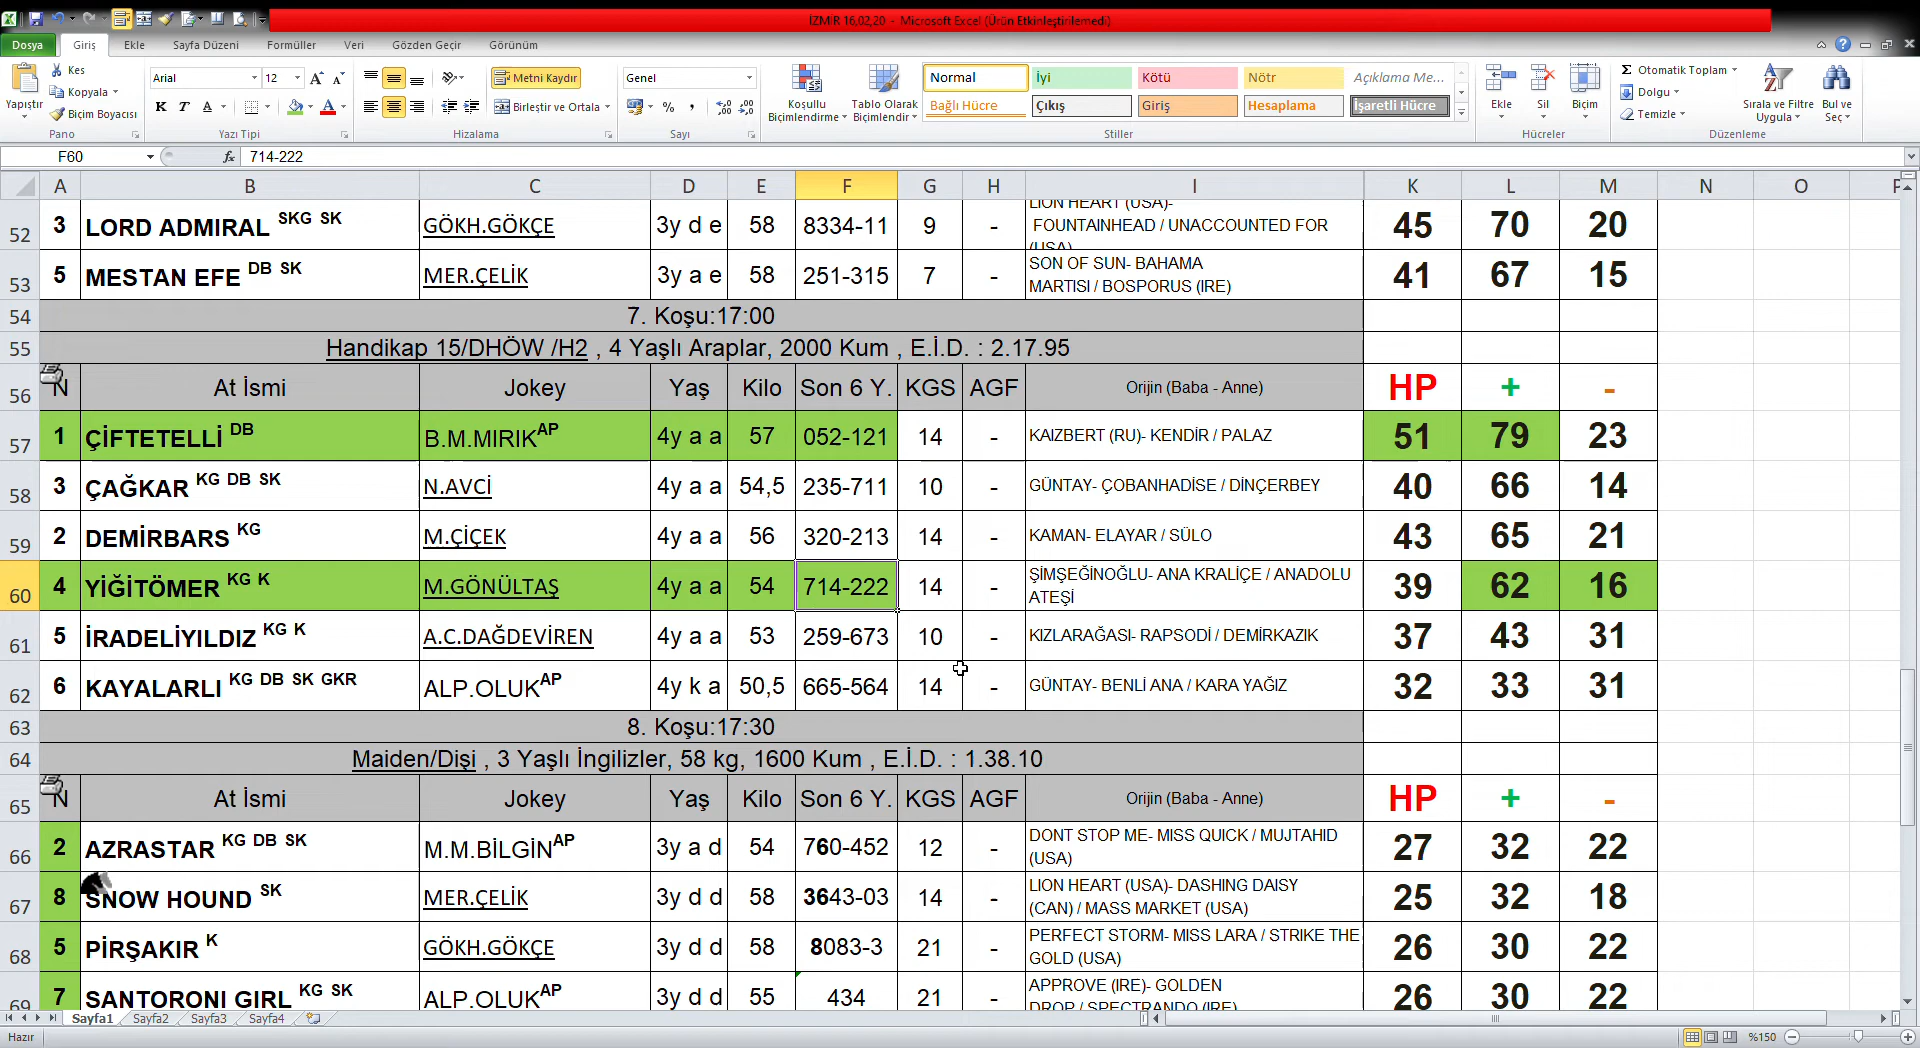 İZMİR 16,02,20 - Microsoft Excel (Ürün Etkinleştirilemedi)
Dosya Giriş Ekle Sayfa Düzeni Formüller Veri Gözden Geçir Görünüm
Yapıştır Kes Kopyala Biçim Boyacısı Pano
Arial 12 K T A Yazı Tipi
Metni Kaydır Birleştir ve Ortala Hizalama
Genel % Sayı
Koşullu Biçimlendirme Tablo Olarak Biçimlendir
Normal İyi Kötü Nötr Açıklama Me...
Bağlı Hücre Çıkış Giriş Hesaplama İşaretli Hücre
Stiller
Ekle Sil Biçim Hücreler
Σ Otomatik Toplam Dolgu Temizle Sırala ve Filtre Uygula Bul ve Seç Düzenleme
F60 fx 714-222
A B C D E F G H I K L M N O P
52 3 LORD ADMIRAL SKG SK GÖKH.GÖKÇE 3y d e 58 8334-11 9 - LION HEART (USA)- FOUNTAINHEAD / UNACCOUNTED FOR (USA) 45 70 20
53 5 MESTAN EFE DB SK MER.ÇELİK 3y a e 58 251-315 7 - SON OF SUN- BAHAMA MARTISI / BOSPORUS (IRE) 41 67 15
54 7. Koşu:17:00
55 Handikap 15/DHÖW /H2 , 4 Yaşlı Araplar, 2000 Kum , E.İ.D. : 2.17.95
56 N At İsmi Jokey Yaş Kilo Son 6 Y. KGS AGF Orijin (Baba - Anne) HP + -
57 1 ÇİFTETELLİ DB B.M.MIRIK AP 4y a a 57 052-121 14 - KAIZBERT (RU)- KENDİR / PALAZ 51 79 23
58 3 ÇAĞKAR KG DB SK N.AVCİ 4y a a 54,5 235-711 10 - GÜNTAY- ÇOBANHADİSE / DİNÇERBEY 40 66 14
59 2 DEMİRBARS KG M.ÇİÇEK 4y a a 56 320-213 14 - KAMAN- ELAYAR / SÜLO 43 65 21
60 4 YİĞİTÖMER KG K M.GÖNÜLTAŞ 4y a a 54 714-222 14 - ŞİMŞEĞİNOĞLU- ANA KRALİÇE / ANADOLU ATEŞİ 39 62 16
61 5 İRADELİYILDIZ KG K A.C.DAĞDEVİREN 4y a a 53 259-673 10 - KIZLARAĞASI- RAPSODİ / DEMİRKAZIK 37 43 31
62 6 KAYALARLI KG DB SK GKR ALP.OLUK AP 4y k a 50,5 665-564 14 - GÜNTAY- BENLİ ANA / KARA YAĞIZ 32 33 31
63 8. Koşu:17:30
64 Maiden/Dişi , 3 Yaşlı İngilizler, 58 kg, 1600 Kum , E.İ.D. : 1.38.10
65 N At İsmi Jokey Yaş Kilo Son 6 Y. KGS AGF Orijin (Baba - Anne) HP + -
66 2 AZRASTAR KG DB SK M.M.BİLGİN AP 3y a d 54 760-452 12 - DONT STOP ME- MISS QUICK / MUJTAHID (USA) 27 32 22
67 8 SNOW HOUND SK MER.ÇELİK 3y d d 58 3643-03 14 - LION HEART (USA)- DASHING DAISY (CAN) / MASS MARKET (USA) 25 32 18
68 5 PİRŞAKIR K GÖKH.GÖKÇE 3y d d 58 8083-3 21 - PERFECT STORM- MISS LARA / STRIKE THE GOLD (USA) 26 30 22
69 7 SANTORONI GIRL KG SK ALP.OLUK AP 3y d d 55 434 21 - APPROVE (IRE)- GOLDEN DROP / SPECTRANDO (IRE) 26 30 22
Sayfa1 Sayfa2 Sayfa3 Sayfa4
Hazır %150